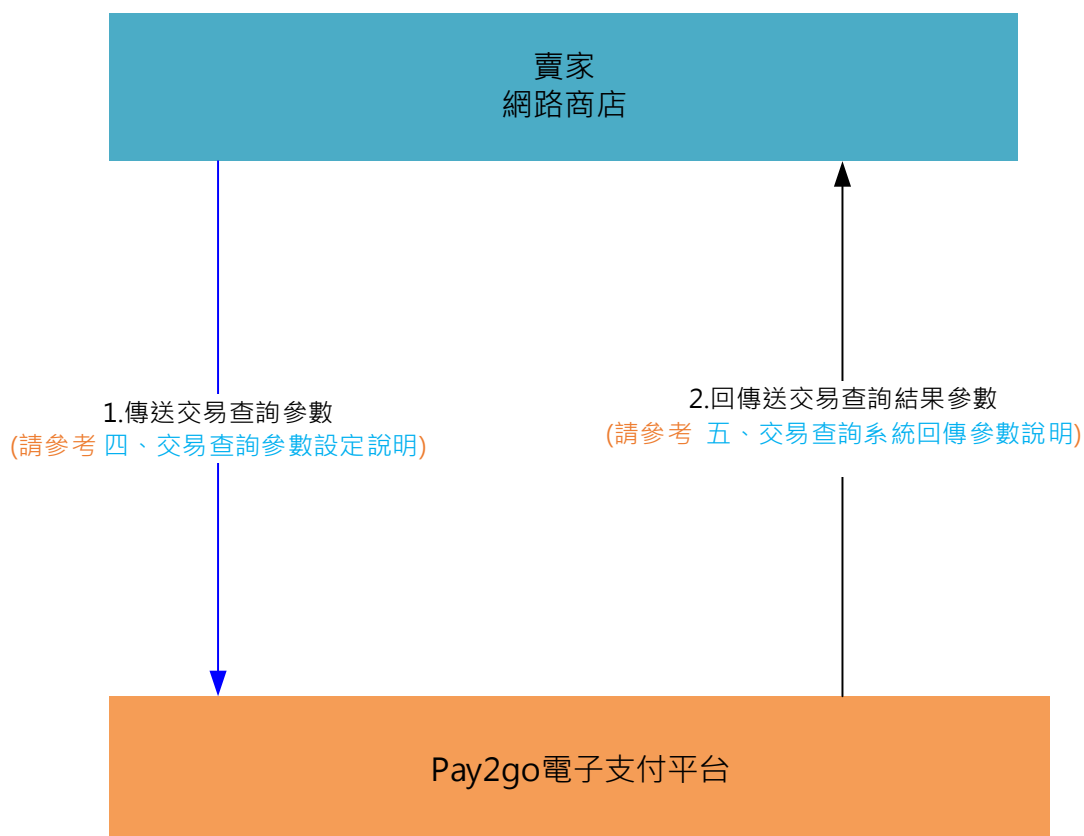 賣家
網路商店
1.傳送交易查詢參數
(請參考 四、交易查詢參數設定說明)
2.回傳送交易查詢結果參數
(請參考 五、交易查詢系統回傳參數說明)
Pay2go電子支付平台